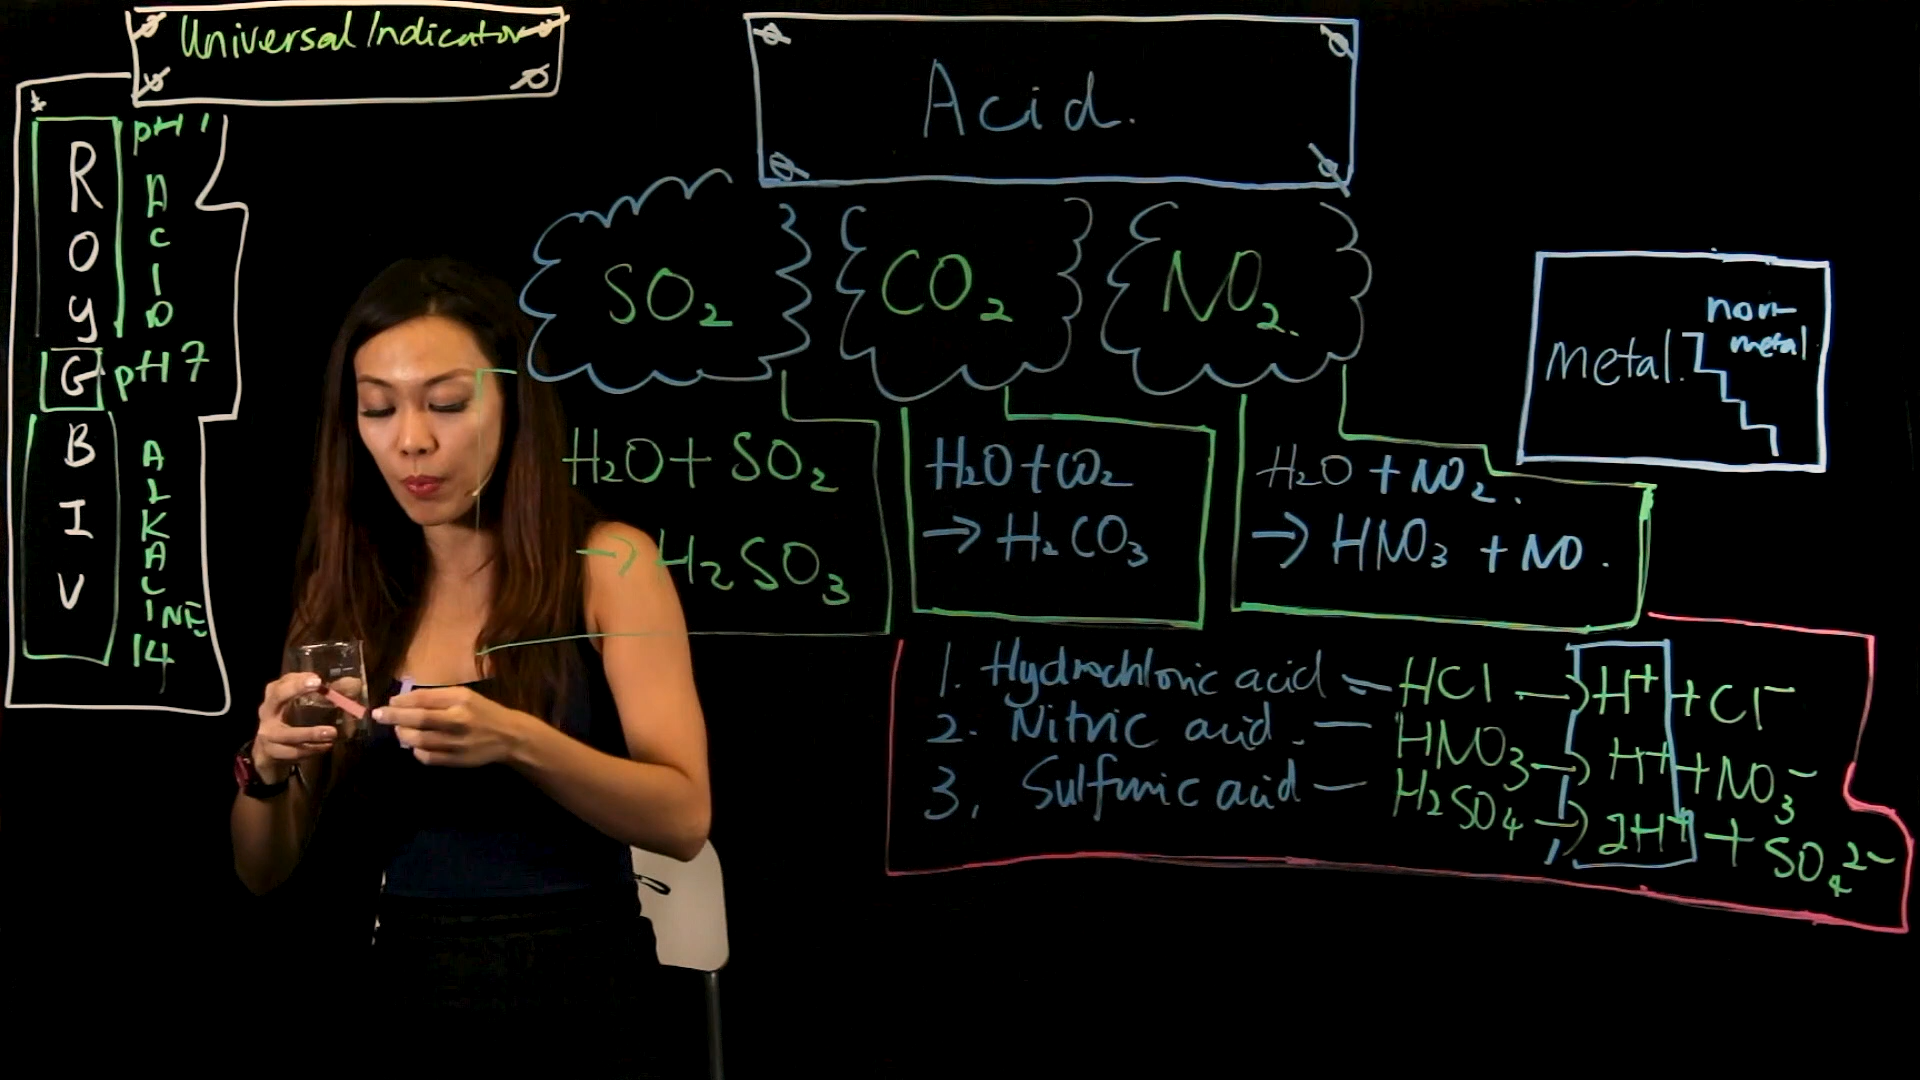 Universal Indicator
pH 1
R
O
Y
G
B
I
V
ACID
pH 7
ALKALINE
14
Acid.
SO₂
CO₂
NO₂.
H₂O + SO₂
→ H₂SO₃
H₂O + CO₂
→ H₂CO₃
H₂O + NO₂.
→ HNO₃ + NO.
metal.
non-
metal
1. Hydrochloric acid – HCl → H⁺ + Cl⁻
2. Nitric acid. – HNO₃ → H⁺ + NO₃⁻
3. Sulfuric acid – H₂SO₄ → 2H⁺ + SO₄²⁻